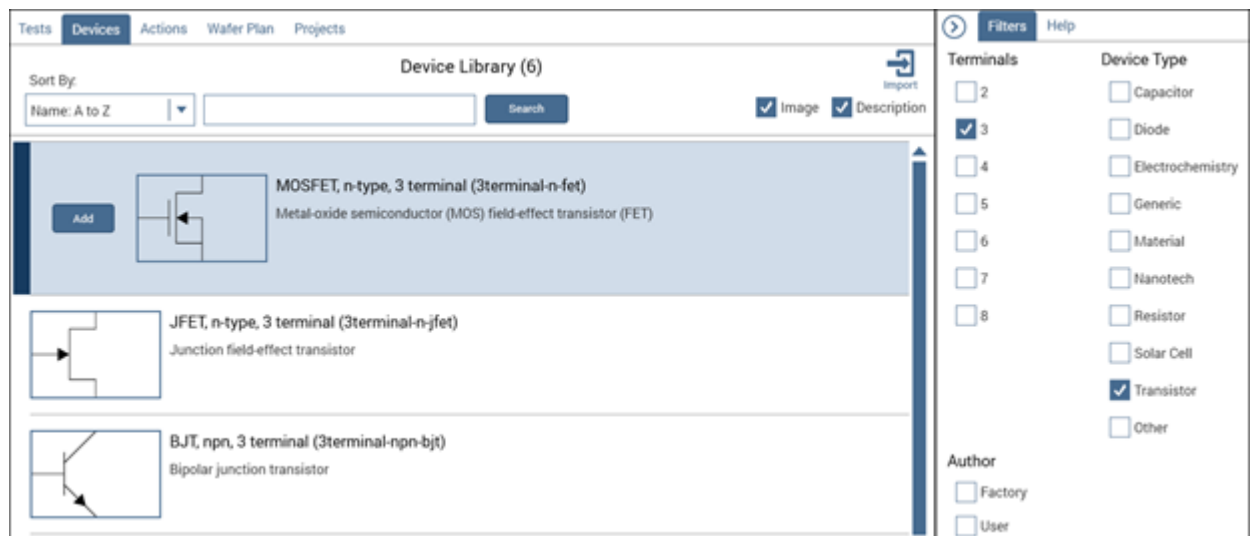 Tests Devices Actions Wafer Plan Projects
Device Library (6)
Sort By:
Import
Name: A to Z
Search
Image
Description
Add
MOSFET, n-type, 3 terminal (3terminal-n-fet)
Metal-oxide semiconductor (MOS) field-effect transistor (FET)
JFET, n-type, 3 terminal (3terminal-n-jfet)
Junction field-effect transistor
BJT, npn, 3 terminal (3terminal-npn-bjt)
Bipolar junction transistor
Filters Help
Terminals
2
3
4
5
6
7
8
Device Type
Capacitor
Diode
Electrochemistry
Generic
Material
Nanotech
Resistor
Solar Cell
Transistor
Other
Author
Factory
User